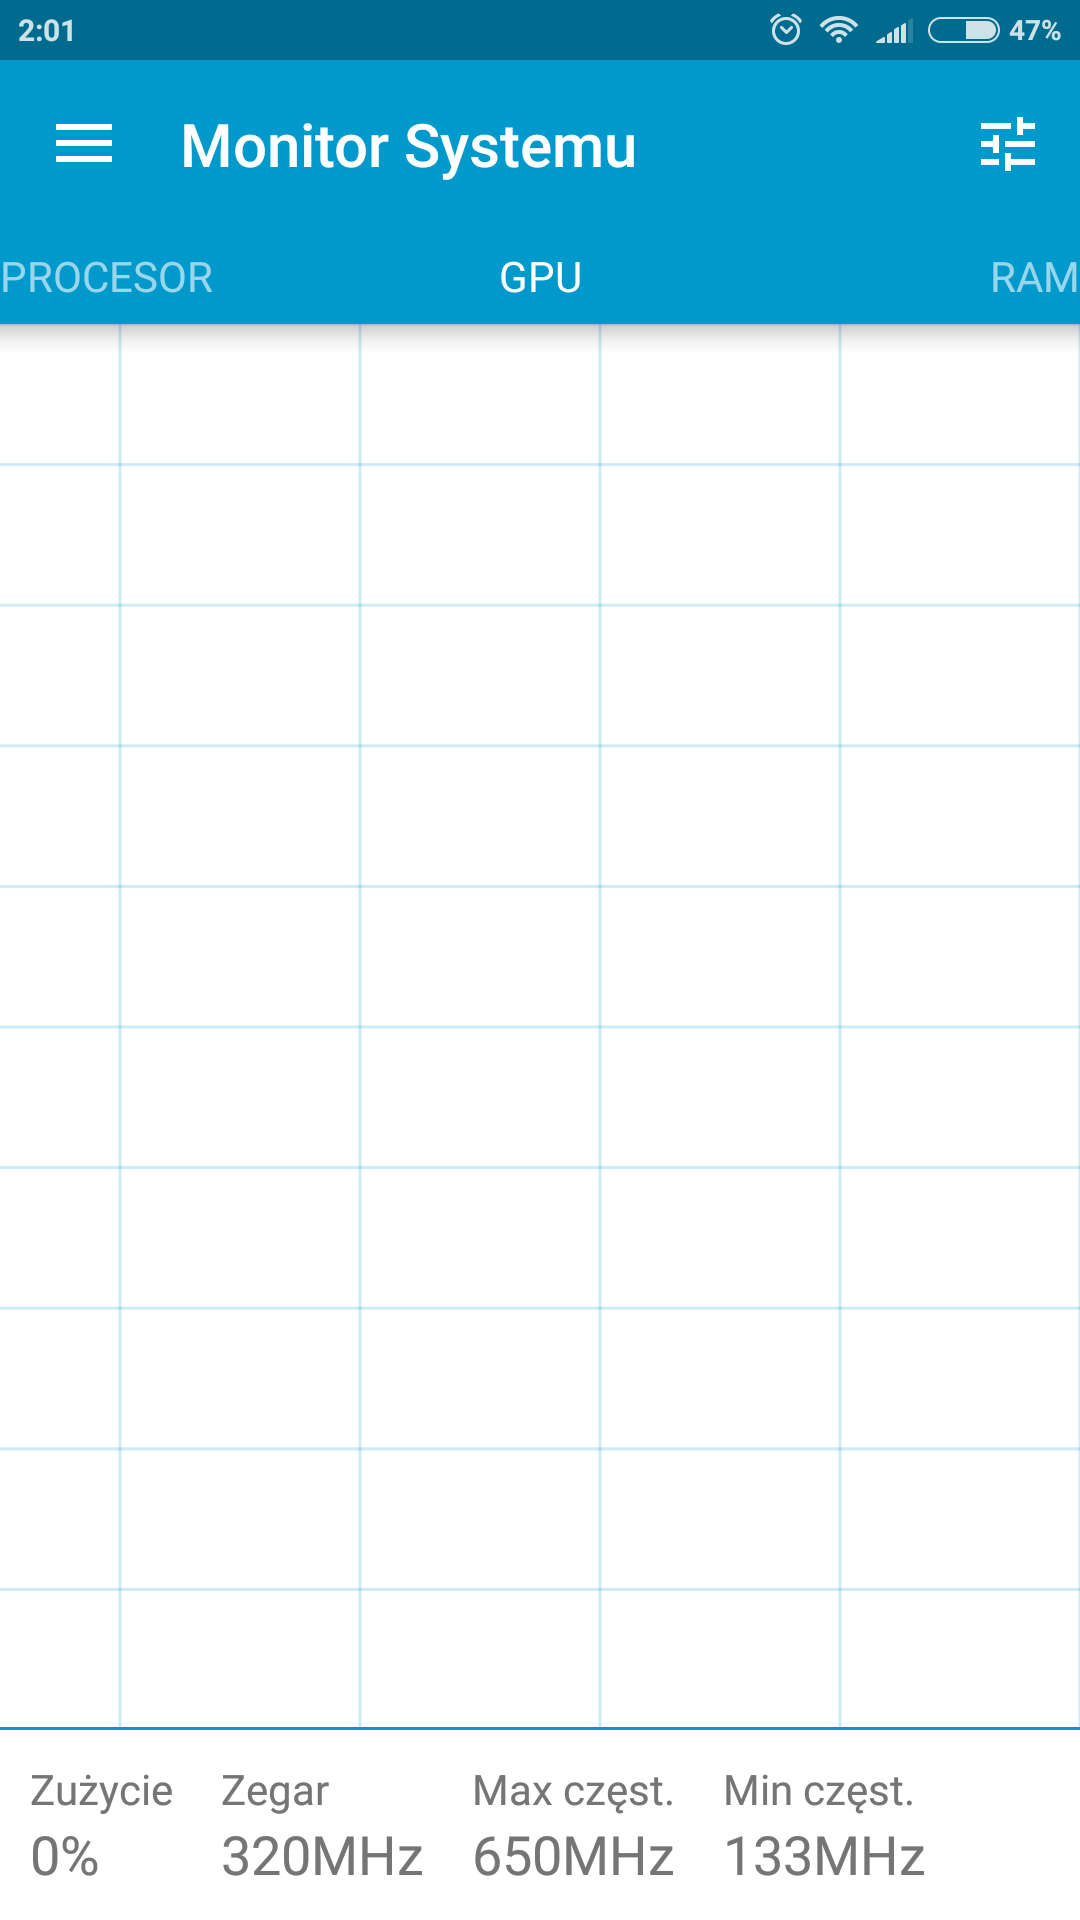 2:01 47%
Monitor Systemu
PROCESOR GPU RAM
Zużycie Zegar Max częst. Min częst.
0% 320MHz 650MHz 133MHz